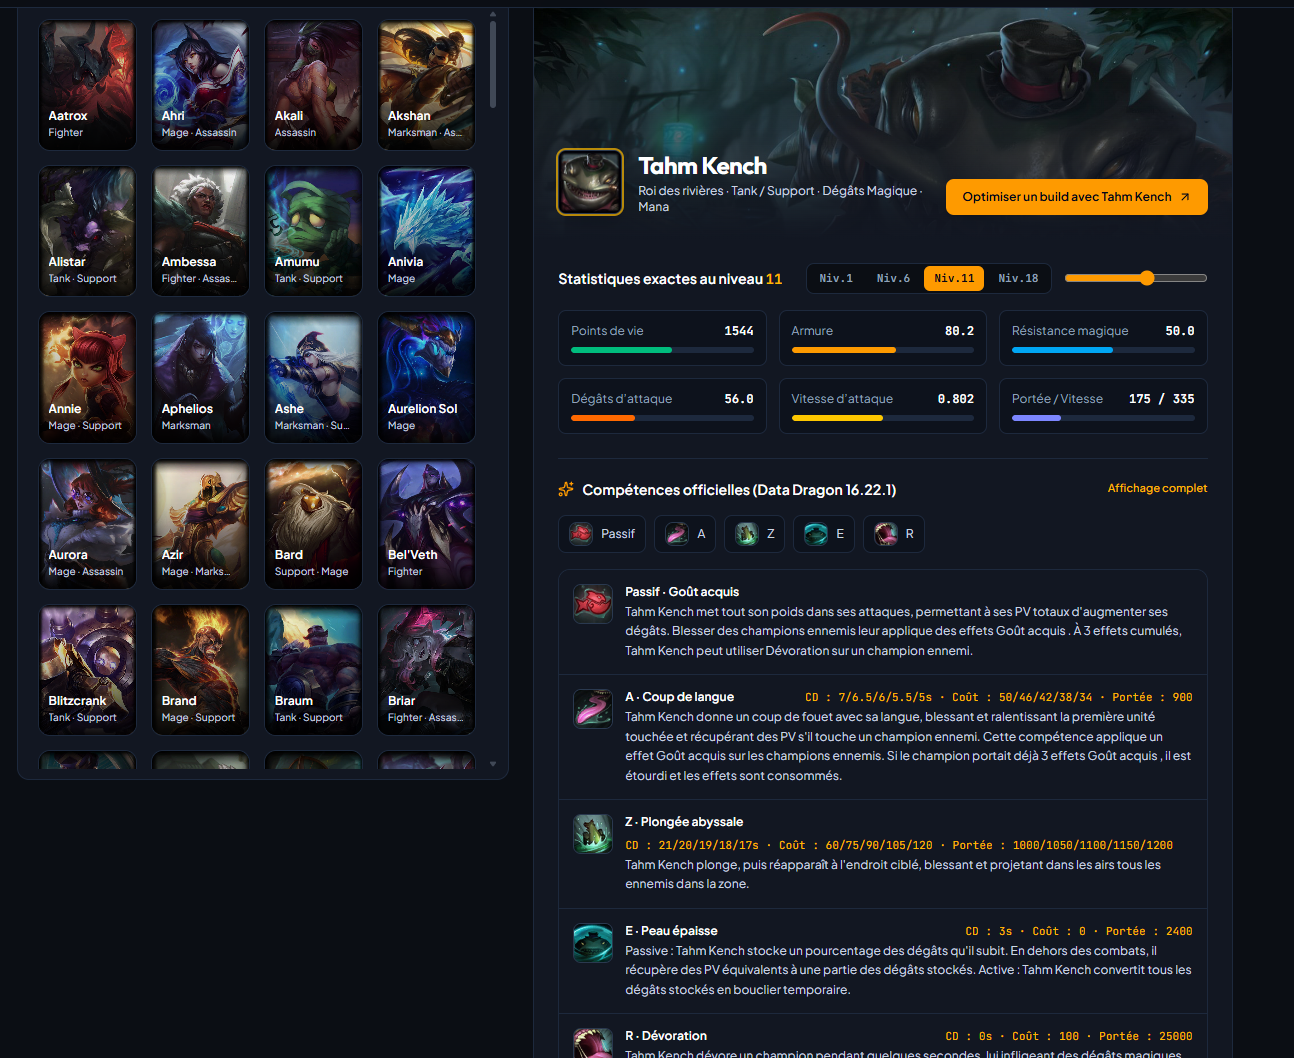 Aatrox
Fighter
Ahri
Mage · Assassin
Akali
Assassin
Akshan
Marksman · As...
Alistar
Tank · Support
Ambessa
Fighter · Assas...
Amumu
Tank · Support
Anivia
Mage
Annie
Mage · Support
Aphelios
Marksman
Ashe
Marksman · Su...
Aurelion Sol
Mage
Aurora
Mage · Assassin
Azir
Mage · Marks...
Bard
Support · Mage
Bel'Veth
Fighter
Blitzcrank
Tank · Support
Brand
Mage · Support
Braum
Tank · Support
Briar
Fighter · Assas...
Tahm Kench
Roi des rivières · Tank / Support · Dégâts Magique ·
Mana
Optimiser un build avec Tahm Kench
Statistiques exactes au niveau 11
Niv.1 Niv.6 Niv.11 Niv.18
Points de vie 1544
Armure 80.2
Résistance magique 50.0
Dégâts d'attaque 56.0
Vitesse d'attaque 0.802
Portée / Vitesse 175 / 335
Compétences officielles (Data Dragon 16.22.1)
Affichage complet
Passif A Z E R
Passif · Goût acquis
Tahm Kench met tout son poids dans ses attaques, permettant à ses PV totaux d'augmenter ses
dégâts. Blesser des champions ennemis leur applique des effets Goût acquis . À 3 effets cumulés,
Tahm Kench peut utiliser Dévoration sur un champion ennemi.
A · Coup de langue CD : 7/6.5/6/5.5/5s · Coût : 50/46/42/38/34 · Portée : 900
Tahm Kench donne un coup de fouet avec sa langue, blessant et ralentissant la première unité
touchée et récupérant des PV s'il touche un champion ennemi. Cette compétence applique un
effet Goût acquis sur les champions ennemis. Si le champion portait déjà 3 effets Goût acquis , il est
étourdi et les effets sont consommés.
Z · Plongée abyssale
CD : 21/20/19/18/17s · Coût : 60/75/90/105/120 · Portée : 1000/1050/1100/1150/1200
Tahm Kench plonge, puis réapparaît à l'endroit ciblé, blessant et projetant dans les airs tous les
ennemis dans la zone.
E · Peau épaisse CD : 3s · Coût : 0 · Portée : 2400
Passive : Tahm Kench stocke un pourcentage des dégâts qu'il subit. En dehors des combats, il
récupère des PV équivalents à une partie des dégâts stockés. Active : Tahm Kench convertit tous les
dégâts stockés en bouclier temporaire.
R · Dévoration CD : 0s · Coût : 100 · Portée : 25000
Tahm Kench dévore un champion pendant quelques secondes, lui infligeant des dégâts magiques